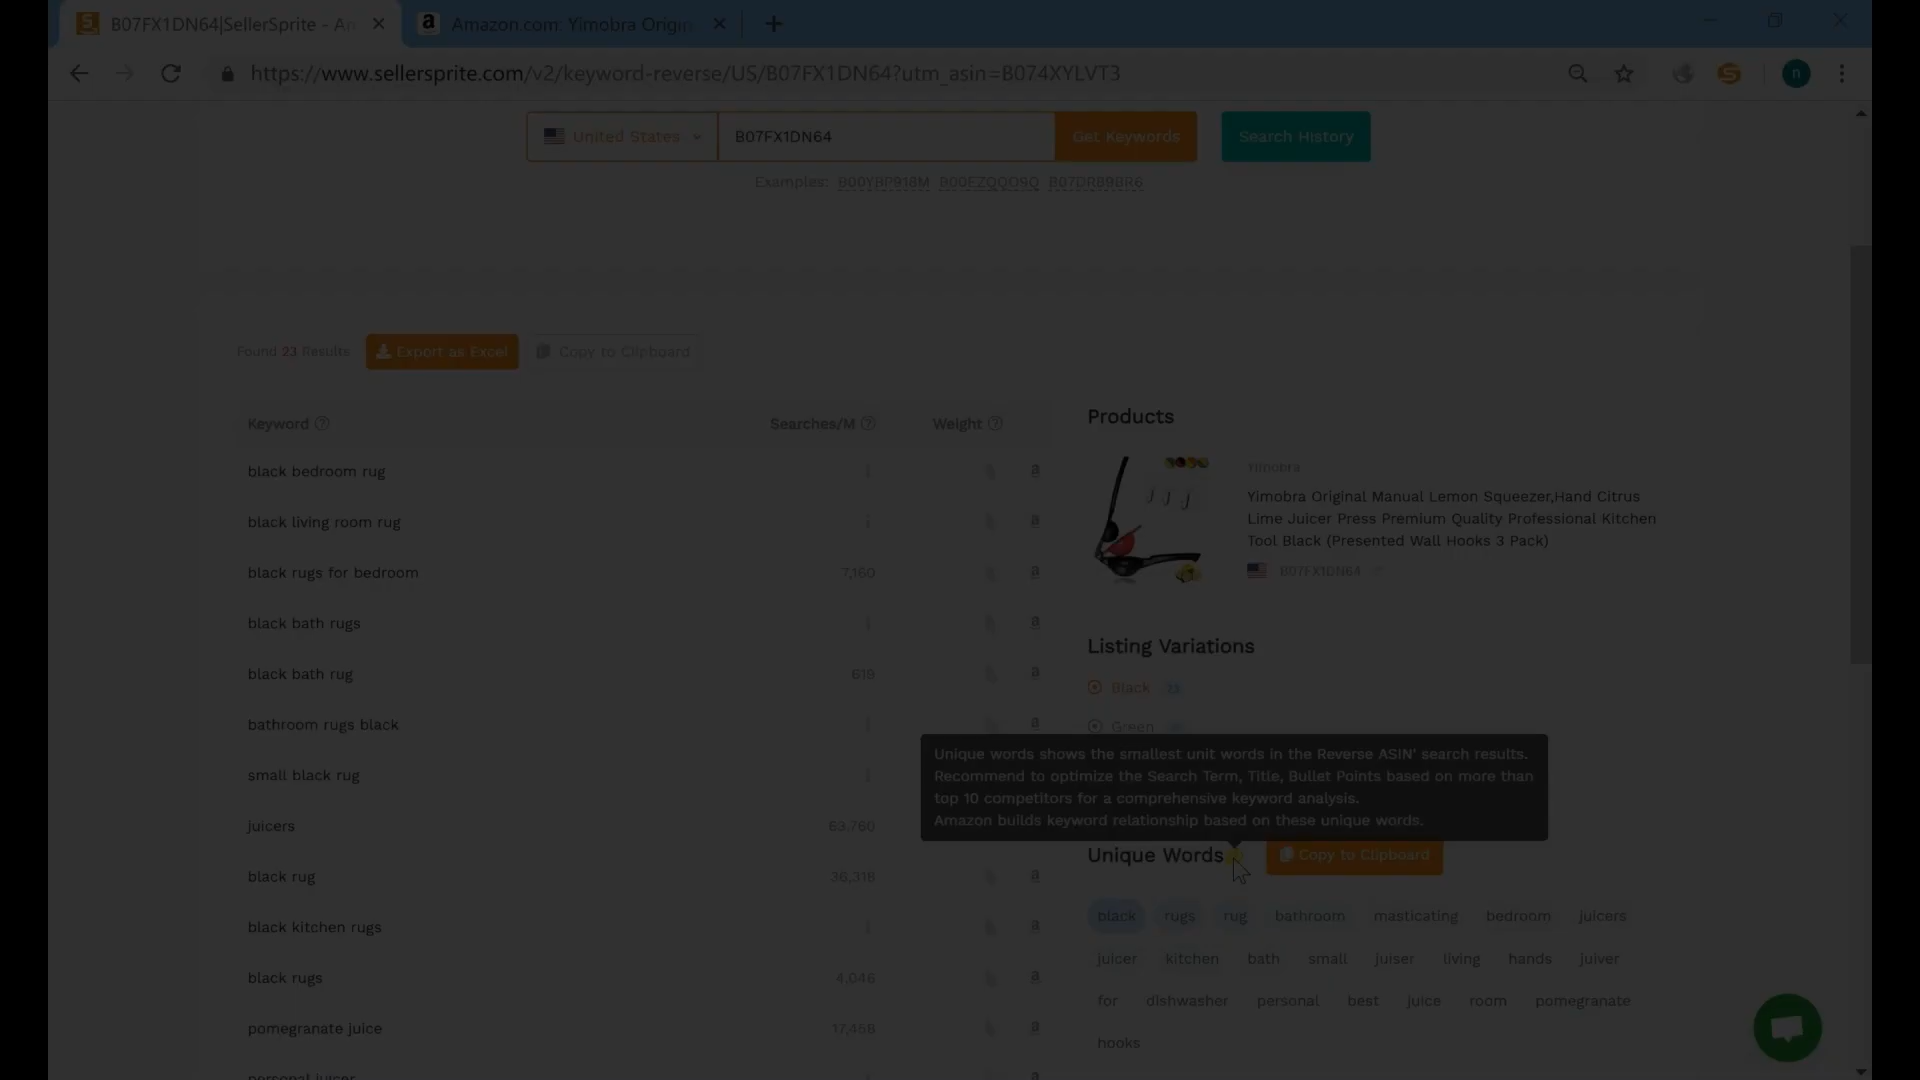 B07FX1DN64|SellerSprite - Am
Amazon.com: Yimobra Origin
https://www.sellersprite.com/v2/keyword-reverse/US/B07FX1DN64?utm_asin=B074XYLVT3
n
United States
B07FX1DN64
Get Keywords
Search History
Examples: B00YBP918M B00EZQOO9Q B07DR89BR6
Found 23 Results
Export as Excel
Copy to Clipboard
Keyword
Searches/M
Weight
black bedroom rug
black living room rug
black rugs for bedroom 7,160
black bath rugs
black bath rug 619
bathroom rugs black
small black rug
juicers 63,760
black rug 36,318
black kitchen rugs
black rugs 4,046
pomegranate juice 17,458
personal juicer
Products
Yimobra
Yimobra Original Manual Lemon Squeezer,Hand Citrus
Lime Juicer Press Premium Quality Professional Kitchen
Tool Black (Presented Wall Hooks 3 Pack)
B07FX1DN64
Listing Variations
Black 23
Green
Unique words shows the smallest unit words in the Reverse ASIN' search results.
Recommend to optimize the Search Term, Title, Bullet Points based on more than
top 10 competitors for a comprehensive keyword analysis.
Amazon builds keyword relationship based on these unique words.
Unique Words
Copy to Clipboard
black rugs rug bathroom masticating bedroom juicers
juicer kitchen bath small juiser living hands juiver
for dishwasher personal best juice room pomegranate
hooks